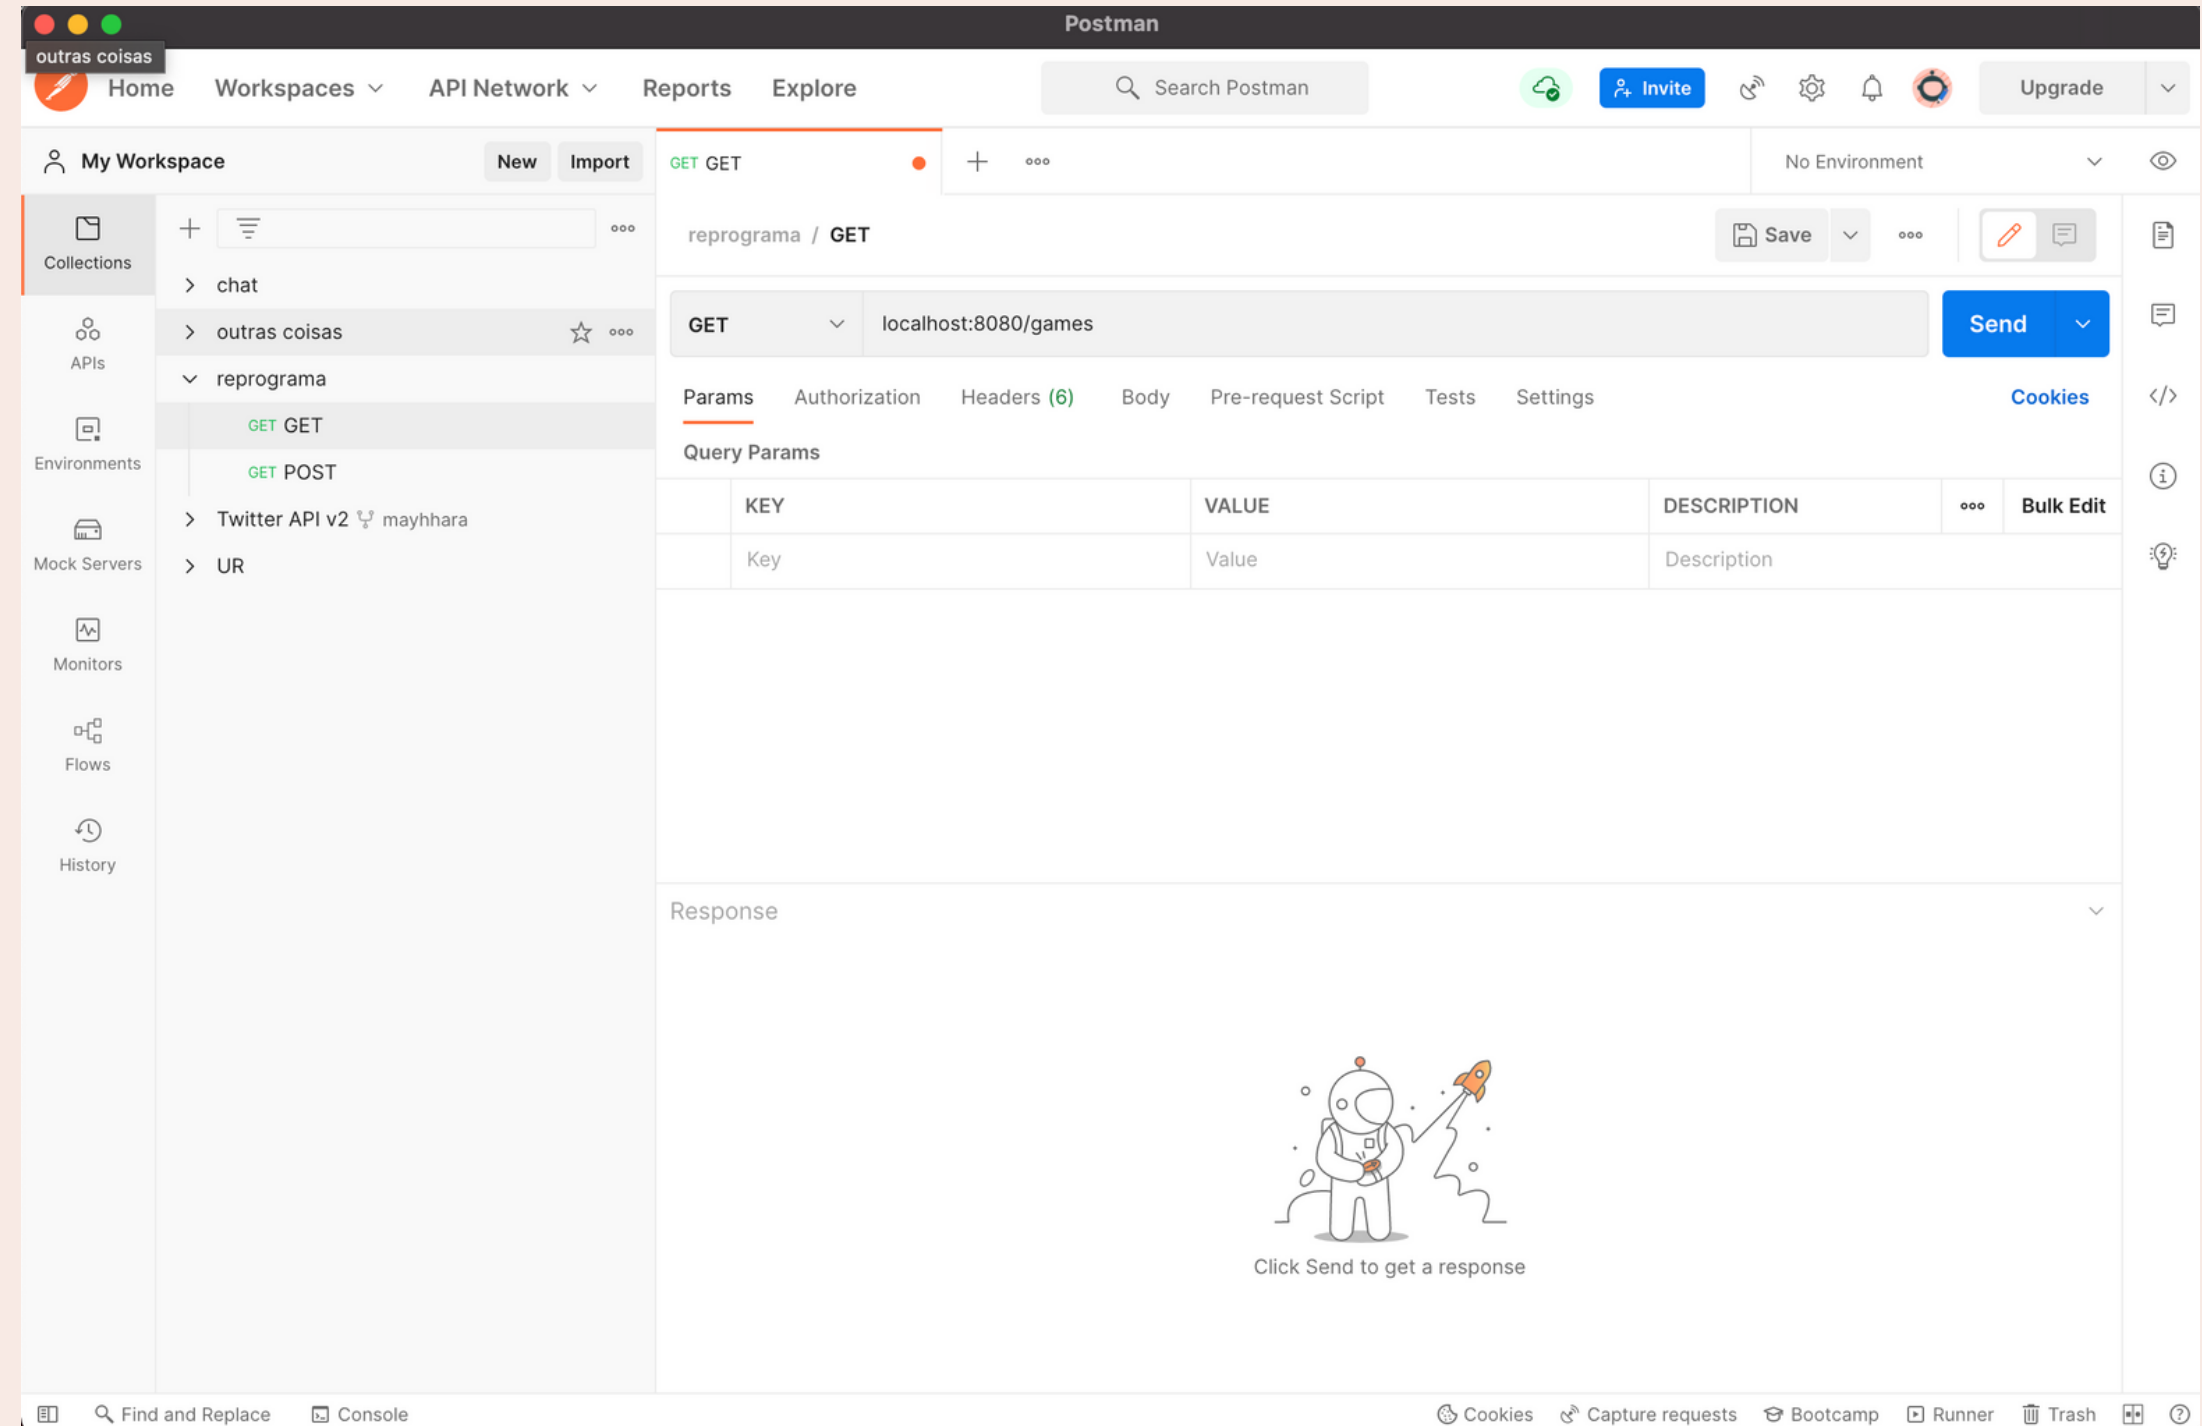 Postman
outras coisas
Home Workspaces API Network Reports Explore Search Postman Invite Upgrade
My Workspace New Import
GET GET
No Environment
Collections
APIs
Environments
Mock Servers
Monitors
Flows
History
chat
outras coisas
reprograma
GET GET
GET POST
Twitter API v2 mayhhara
UR
reprograma / GET
Save
GET localhost:8080/games Send
Params Authorization Headers (6) Body Pre-request Script Tests Settings Cookies
Query Params
KEY VALUE DESCRIPTION Bulk Edit
Key Value Description
Response
Click Send to get a response
Find and Replace Console Cookies Capture requests Bootcamp Runner Trash